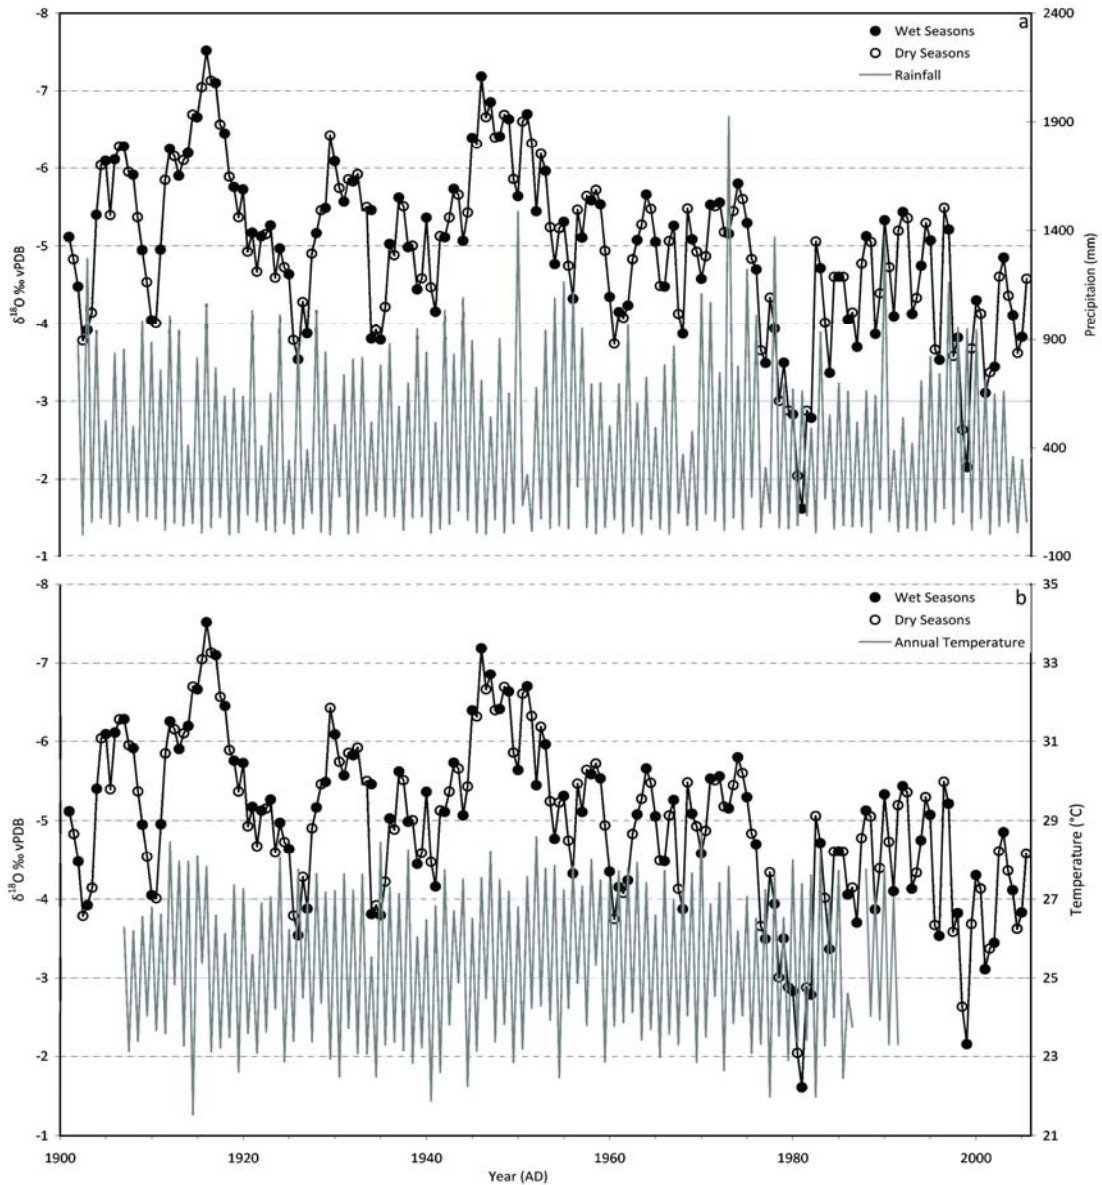 a
Wet Seasons
Dry Seasons
Rainfall
-8
-7
-6
-5
-4
-3
-2
-1
δ18O ‰ vPDB
2400
1900
1400
900
400
-100
Precipitaion (mm)
b
Wet Seasons
Dry Seasons
Annual Temperature
-8
-7
-6
-5
-4
-3
-2
-1
δ18O ‰ vPDB
35
33
31
29
27
25
23
21
Temperature (°C)
1900 1920 1940 1960 1980 2000
Year (AD)